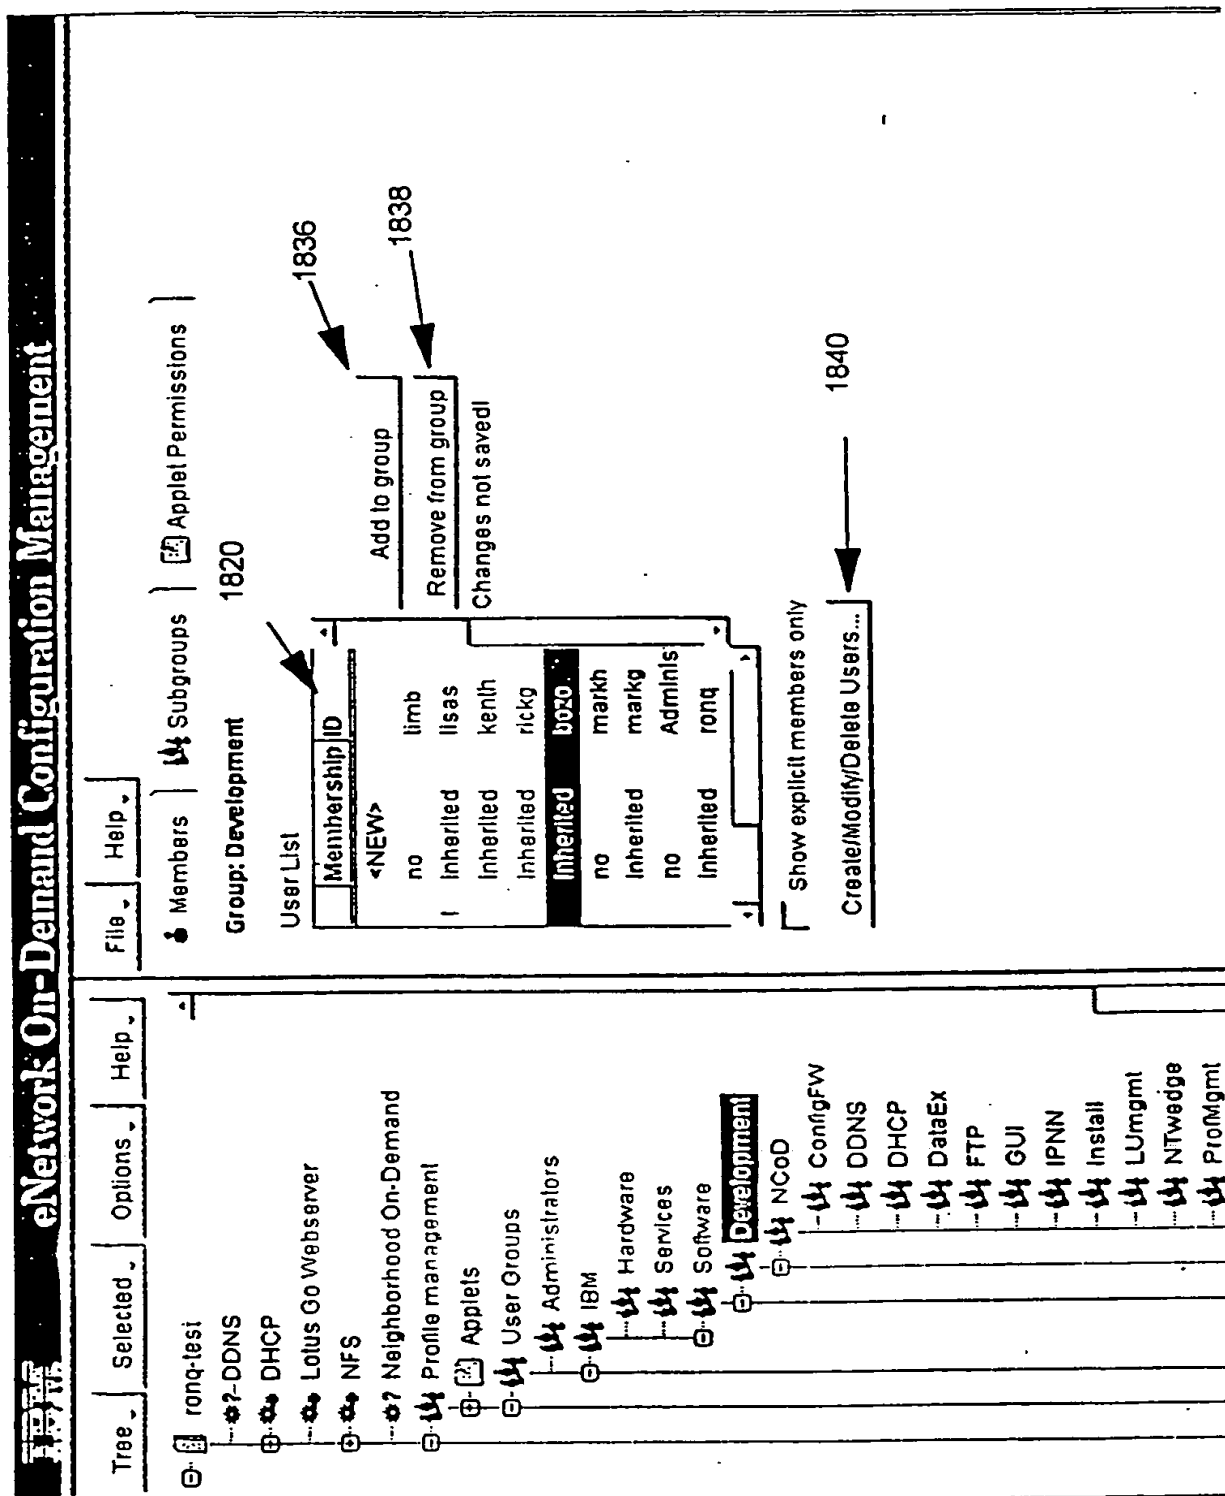 IBM
eNetwork On-Demand Configuration Management
Tree
Selected
Options
Help
ronq-test
?-DDNS
DHCP
Lotus Go Webserver
NFS
? Neighborhood On-Demand
Profile management
Applets
User Groups
Administrators
IBM
Hardware
Services
Software
Development
NCoD
ConfigFW
DDNS
DHCP
DataEx
FTP
GUI
IPNN
Install
LUmgmt
NTwedge
ProfMgmt
File
Help
Members
Subgroups
Applet Permissions
Group: Development
1820
User List
Membership ID
<NEW>
no limb
Inherited lisas
Inherited kenth
Inherited rickg
Inherited bozo
no markh
Inherited markg
no Adminis
Inherited ronq
Add to group
1836
Remove from group
1838
Changes not saved!
Show explicit members only
Create/Modify/Delete Users...
1840